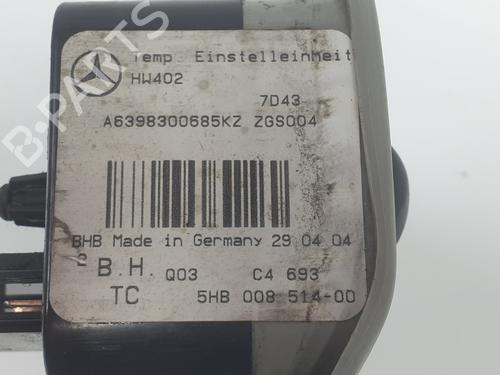 Temp. Einstelleinheit
HW402
7D43
A6398300685KZ ZGS004
BHB Made in Germany 29 04 04
B.H. Q03 C4 693
TC 5HB 008 514-00
B-PARTS